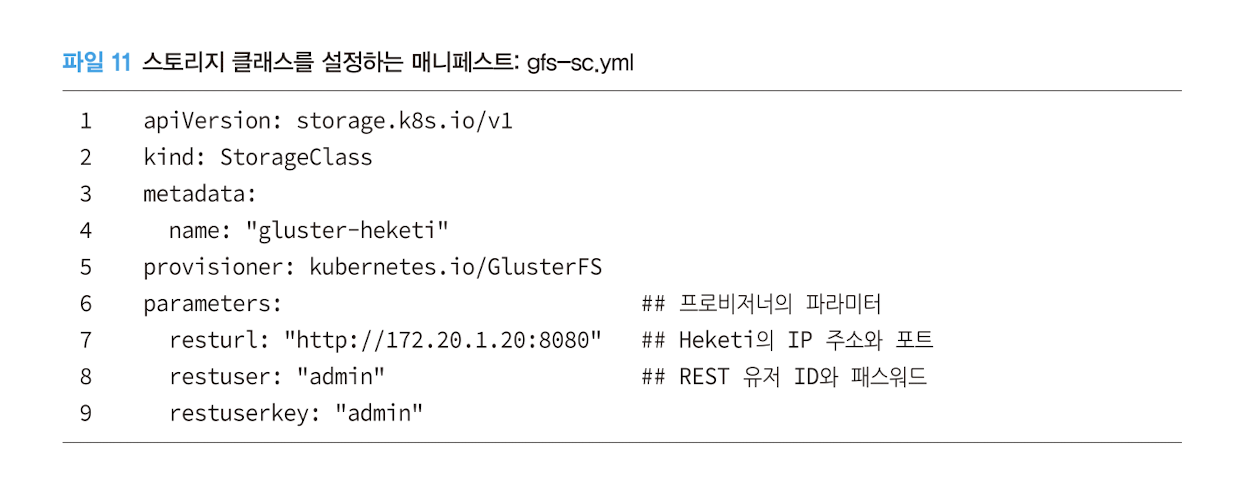 파일 11 스토리지 클래스를 설정하는 매니페스트: gfs-sc.yml
1 apiVersion: storage.k8s.io/v1
2 kind: StorageClass
3 metadata:
4   name: "gluster-heketi"
5 provisioner: kubernetes.io/GlusterFS
6 parameters: ## 프로비저너의 파라미터
7   resturl: "http://172.20.1.20:8080" ## Heketi의 IP 주소와 포트
8   restuser: "admin" ## REST 유저 ID와 패스워드
9   restuserkey: "admin"